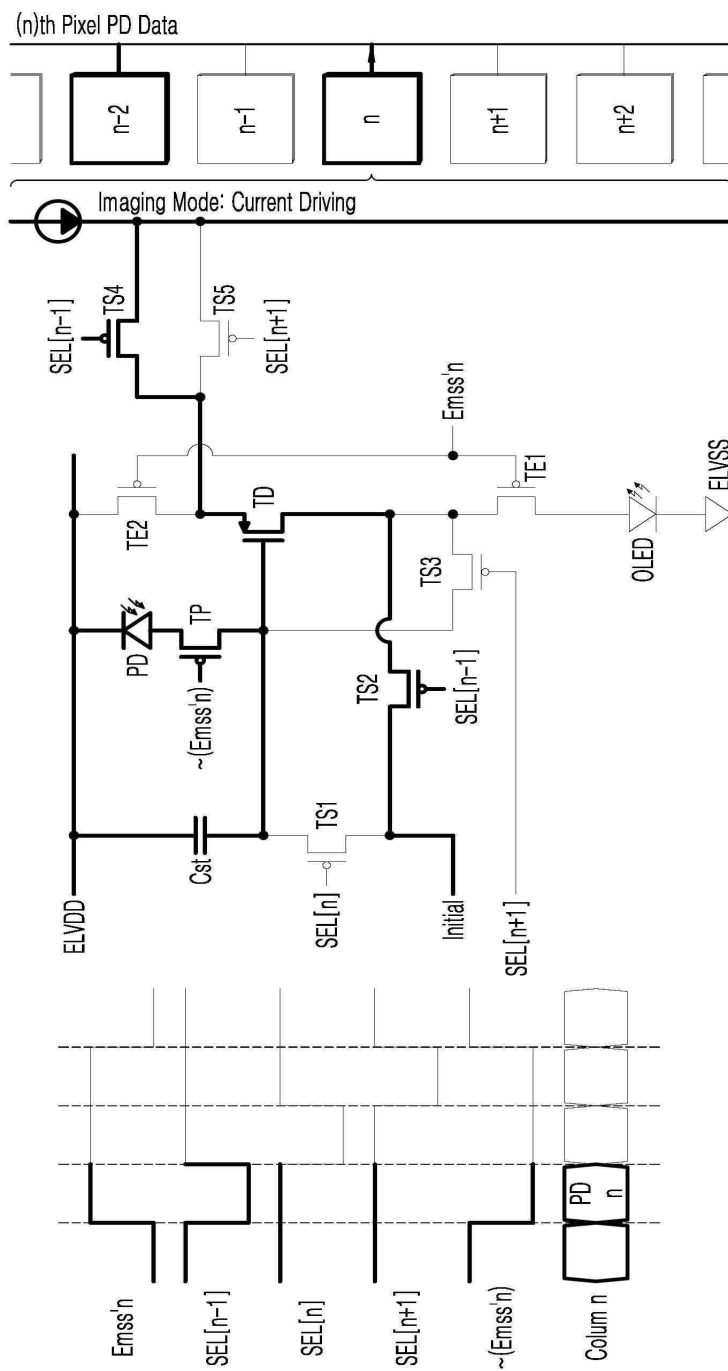 (n)th Pixel PD Data
n-2
n-1
n
n+1
n+2
Imaging Mode: Current Driving
SEL[n-1]
TS4
TS5
SEL[n+1]
Emss'n
TE2
TD
TE1
PD
TP
TS3
OLED
ELVSS
~(Emss'n)
TS2
SEL[n-1]
ELVDD
Cst
TS1
SEL[n]
Initial
SEL[n+1]
Emss'n
SEL[n-1]
SEL[n]
SEL[n+1]
~(Emss'n)
Colum n
PD
n